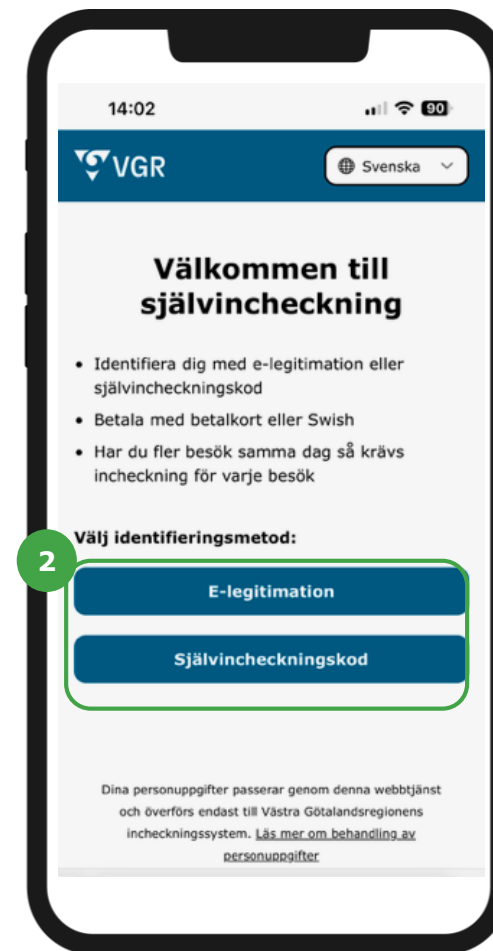 14:02
90
VGR
Svenska
Välkommen till
självincheckning
• Identifiera dig med e-legitimation eller
självincheckningskod
• Betala med betalkort eller Swish
• Har du fler besök samma dag så krävs
incheckning för varje besök
Välj identifieringsmetod:
2
E-legitimation
Självincheckningskod
Dina personuppgifter passerar genom denna webbtjänst
och överförs endast till Västra Götalandsregionens
incheckningssystem. Läs mer om behandling av
personuppgifter